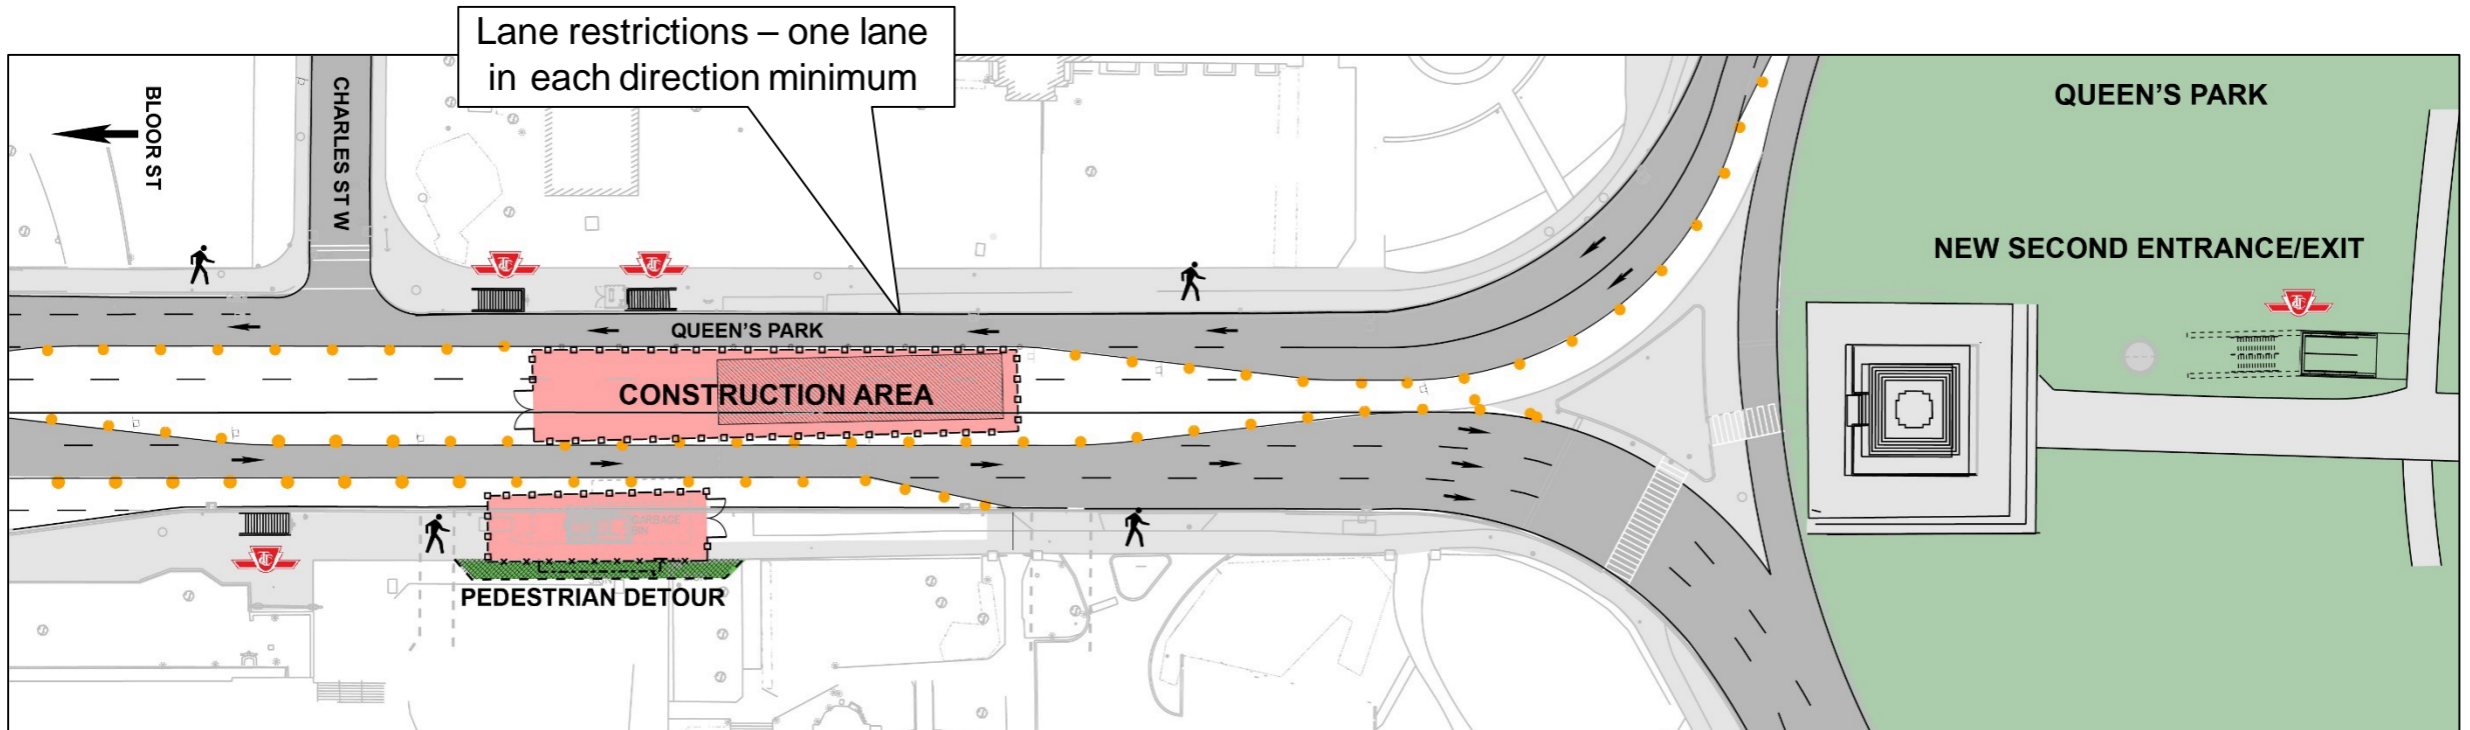 Lane restrictions – one lane
in each direction minimum
BLOOR ST
CHARLES ST W
QUEEN'S PARK
NEW SECOND ENTRANCE/EXIT
QUEEN'S PARK
CONSTRUCTION AREA
GARBAGE
PEDESTRIAN DETOUR